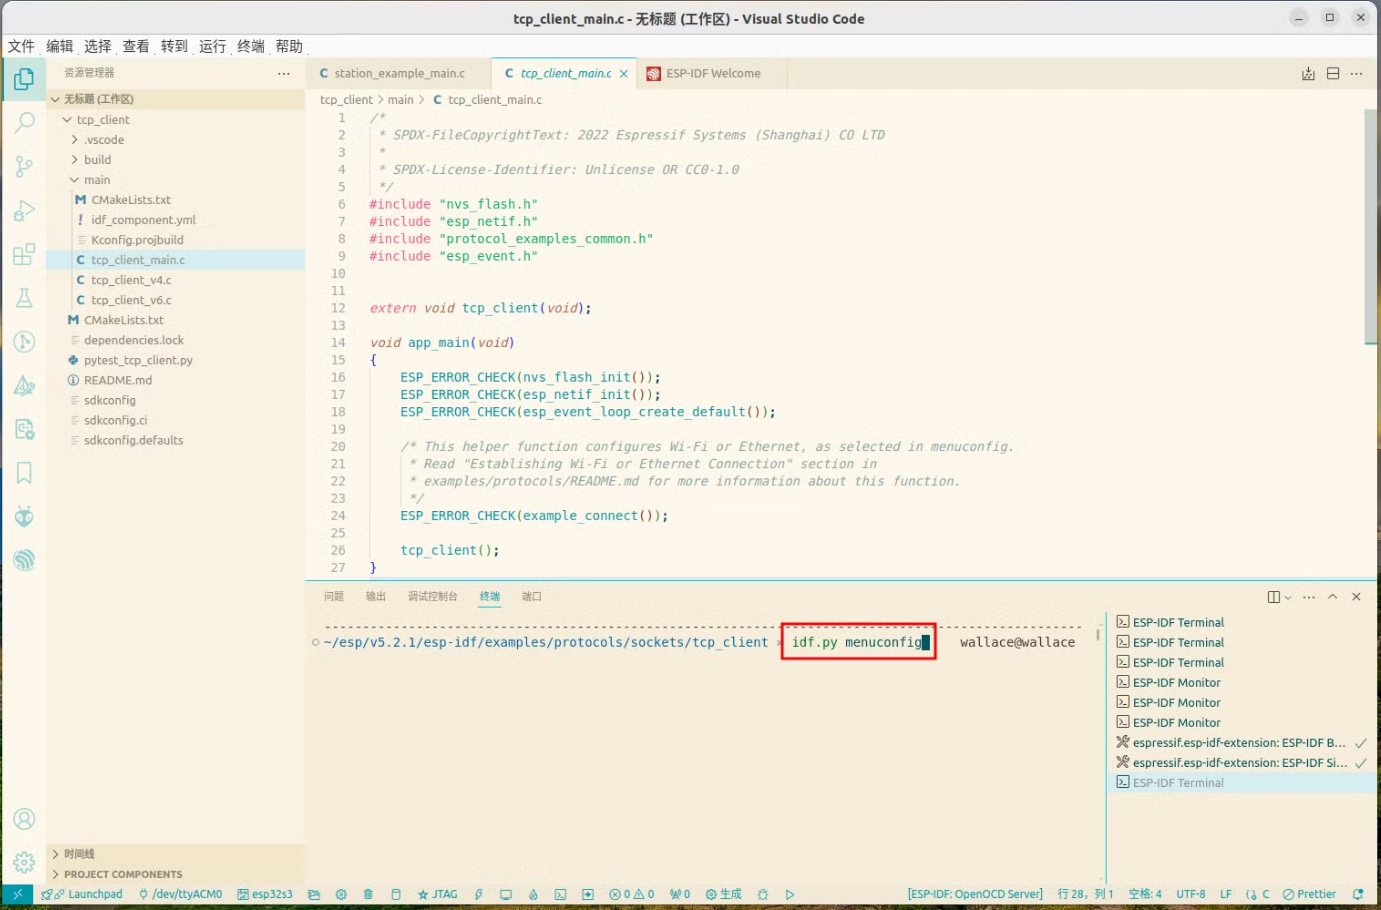 tcp_client_main.c - 无标题 (工作区) - Visual Studio Code
文件 编辑 选择 查看 转到 运行 终端 帮助
资源管理器
无标题 (工作区)
tcp_client
.vscode
build
main
CMakeLists.txt
idf_component.yml
Kconfig.projbuild
tcp_client_main.c
tcp_client_v4.c
tcp_client_v6.c
CMakeLists.txt
dependencies.lock
pytest_tcp_client.py
README.md
sdkconfig
sdkconfig.ci
sdkconfig.defaults
时间线
PROJECT COMPONENTS
station_example_main.c tcp_client_main.c ESP-IDF Welcome
tcp_client > main > C tcp_client_main.c
1 /*
2 * SPDX-FileCopyrightText: 2022 Espressif Systems (Shanghai) CO LTD
3 *
4 * SPDX-License-Identifier: Unlicense OR CC0-1.0
5 */
6 #include "nvs_flash.h"
7 #include "esp_netif.h"
8 #include "protocol_examples_common.h"
9 #include "esp_event.h"
10
11
12 extern void tcp_client(void);
13
14 void app_main(void)
15 {
16 ESP_ERROR_CHECK(nvs_flash_init());
17 ESP_ERROR_CHECK(esp_netif_init());
18 ESP_ERROR_CHECK(esp_event_loop_create_default());
19
20 /* This helper function configures Wi-Fi or Ethernet, as selected in menuconfig.
21 * Read "Establishing Wi-Fi or Ethernet Connection" section in
22 * examples/protocols/README.md for more information about this function.
23 */
24 ESP_ERROR_CHECK(example_connect());
25
26 tcp_client();
27 }
问题 输出 调试控制台 终端 端口
~/esp/v5.2.1/esp-idf/examples/protocols/sockets/tcp_client › idf.py menuconfig wallace@wallace
ESP-IDF Terminal
ESP-IDF Terminal
ESP-IDF Terminal
ESP-IDF Monitor
ESP-IDF Monitor
ESP-IDF Monitor
espressif.esp-idf-extension: ESP-IDF B...
espressif.esp-idf-extension: ESP-IDF Si...
ESP-IDF Terminal
Launchpad /dev/ttyACM0 esp32s3 JTAG 0 0 0 生成 [ESP-IDF: OpenOCD Server] 行 28，列 1 空格: 4 UTF-8 LF {} C Prettier